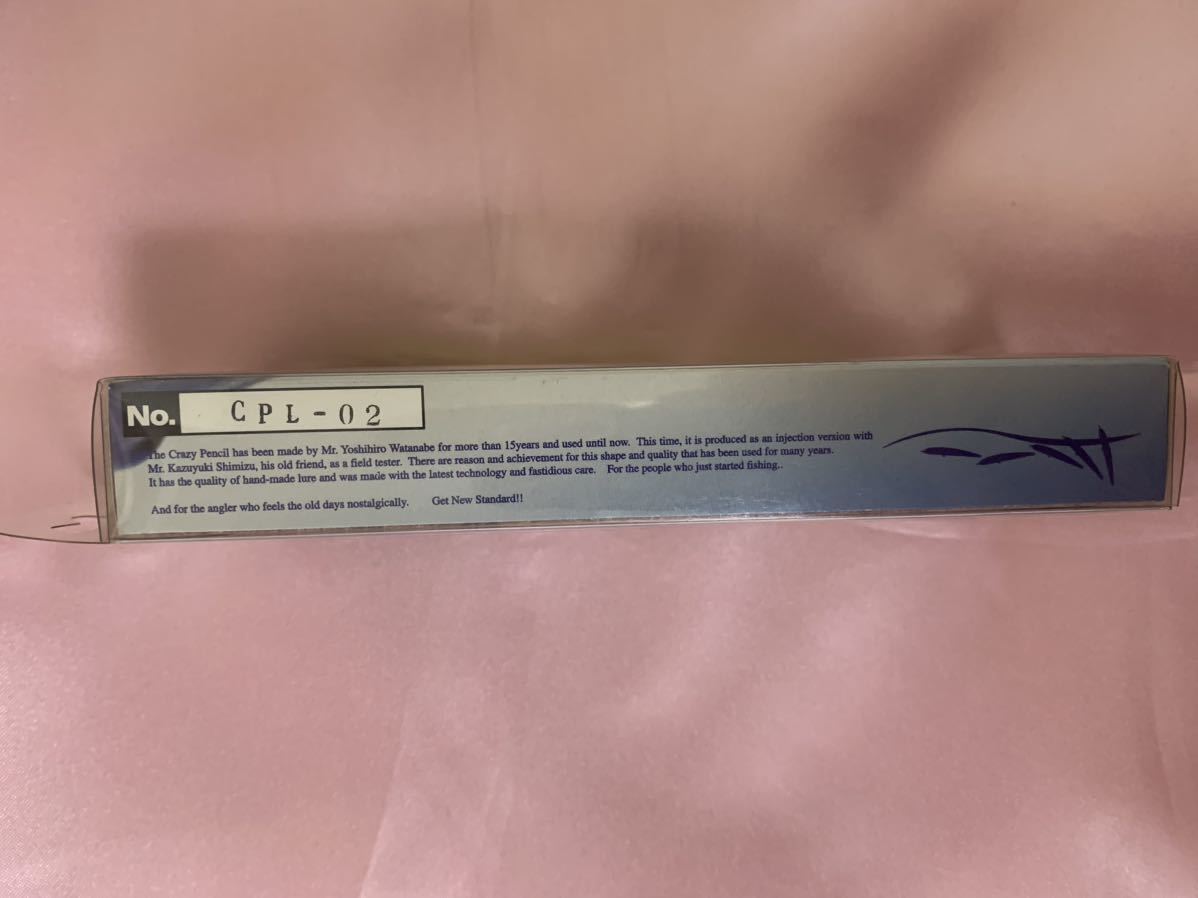 No. CPL-02
The Crazy Pencil has been made by Mr. Yoshihiro Watanabe for more than 15years and used until now. This time, it is produced as an injection version with
Mr. Kazuyuki Shimizu, his old friend, as a field tester. There are reason and achievement for this shape and quality that has been used for many years.
It has the quality of hand-made lure and was made with the latest technology and fastidious care. For the people who just started fishing..
And for the angler who feels the old days nostalgically. Get New Standard!!